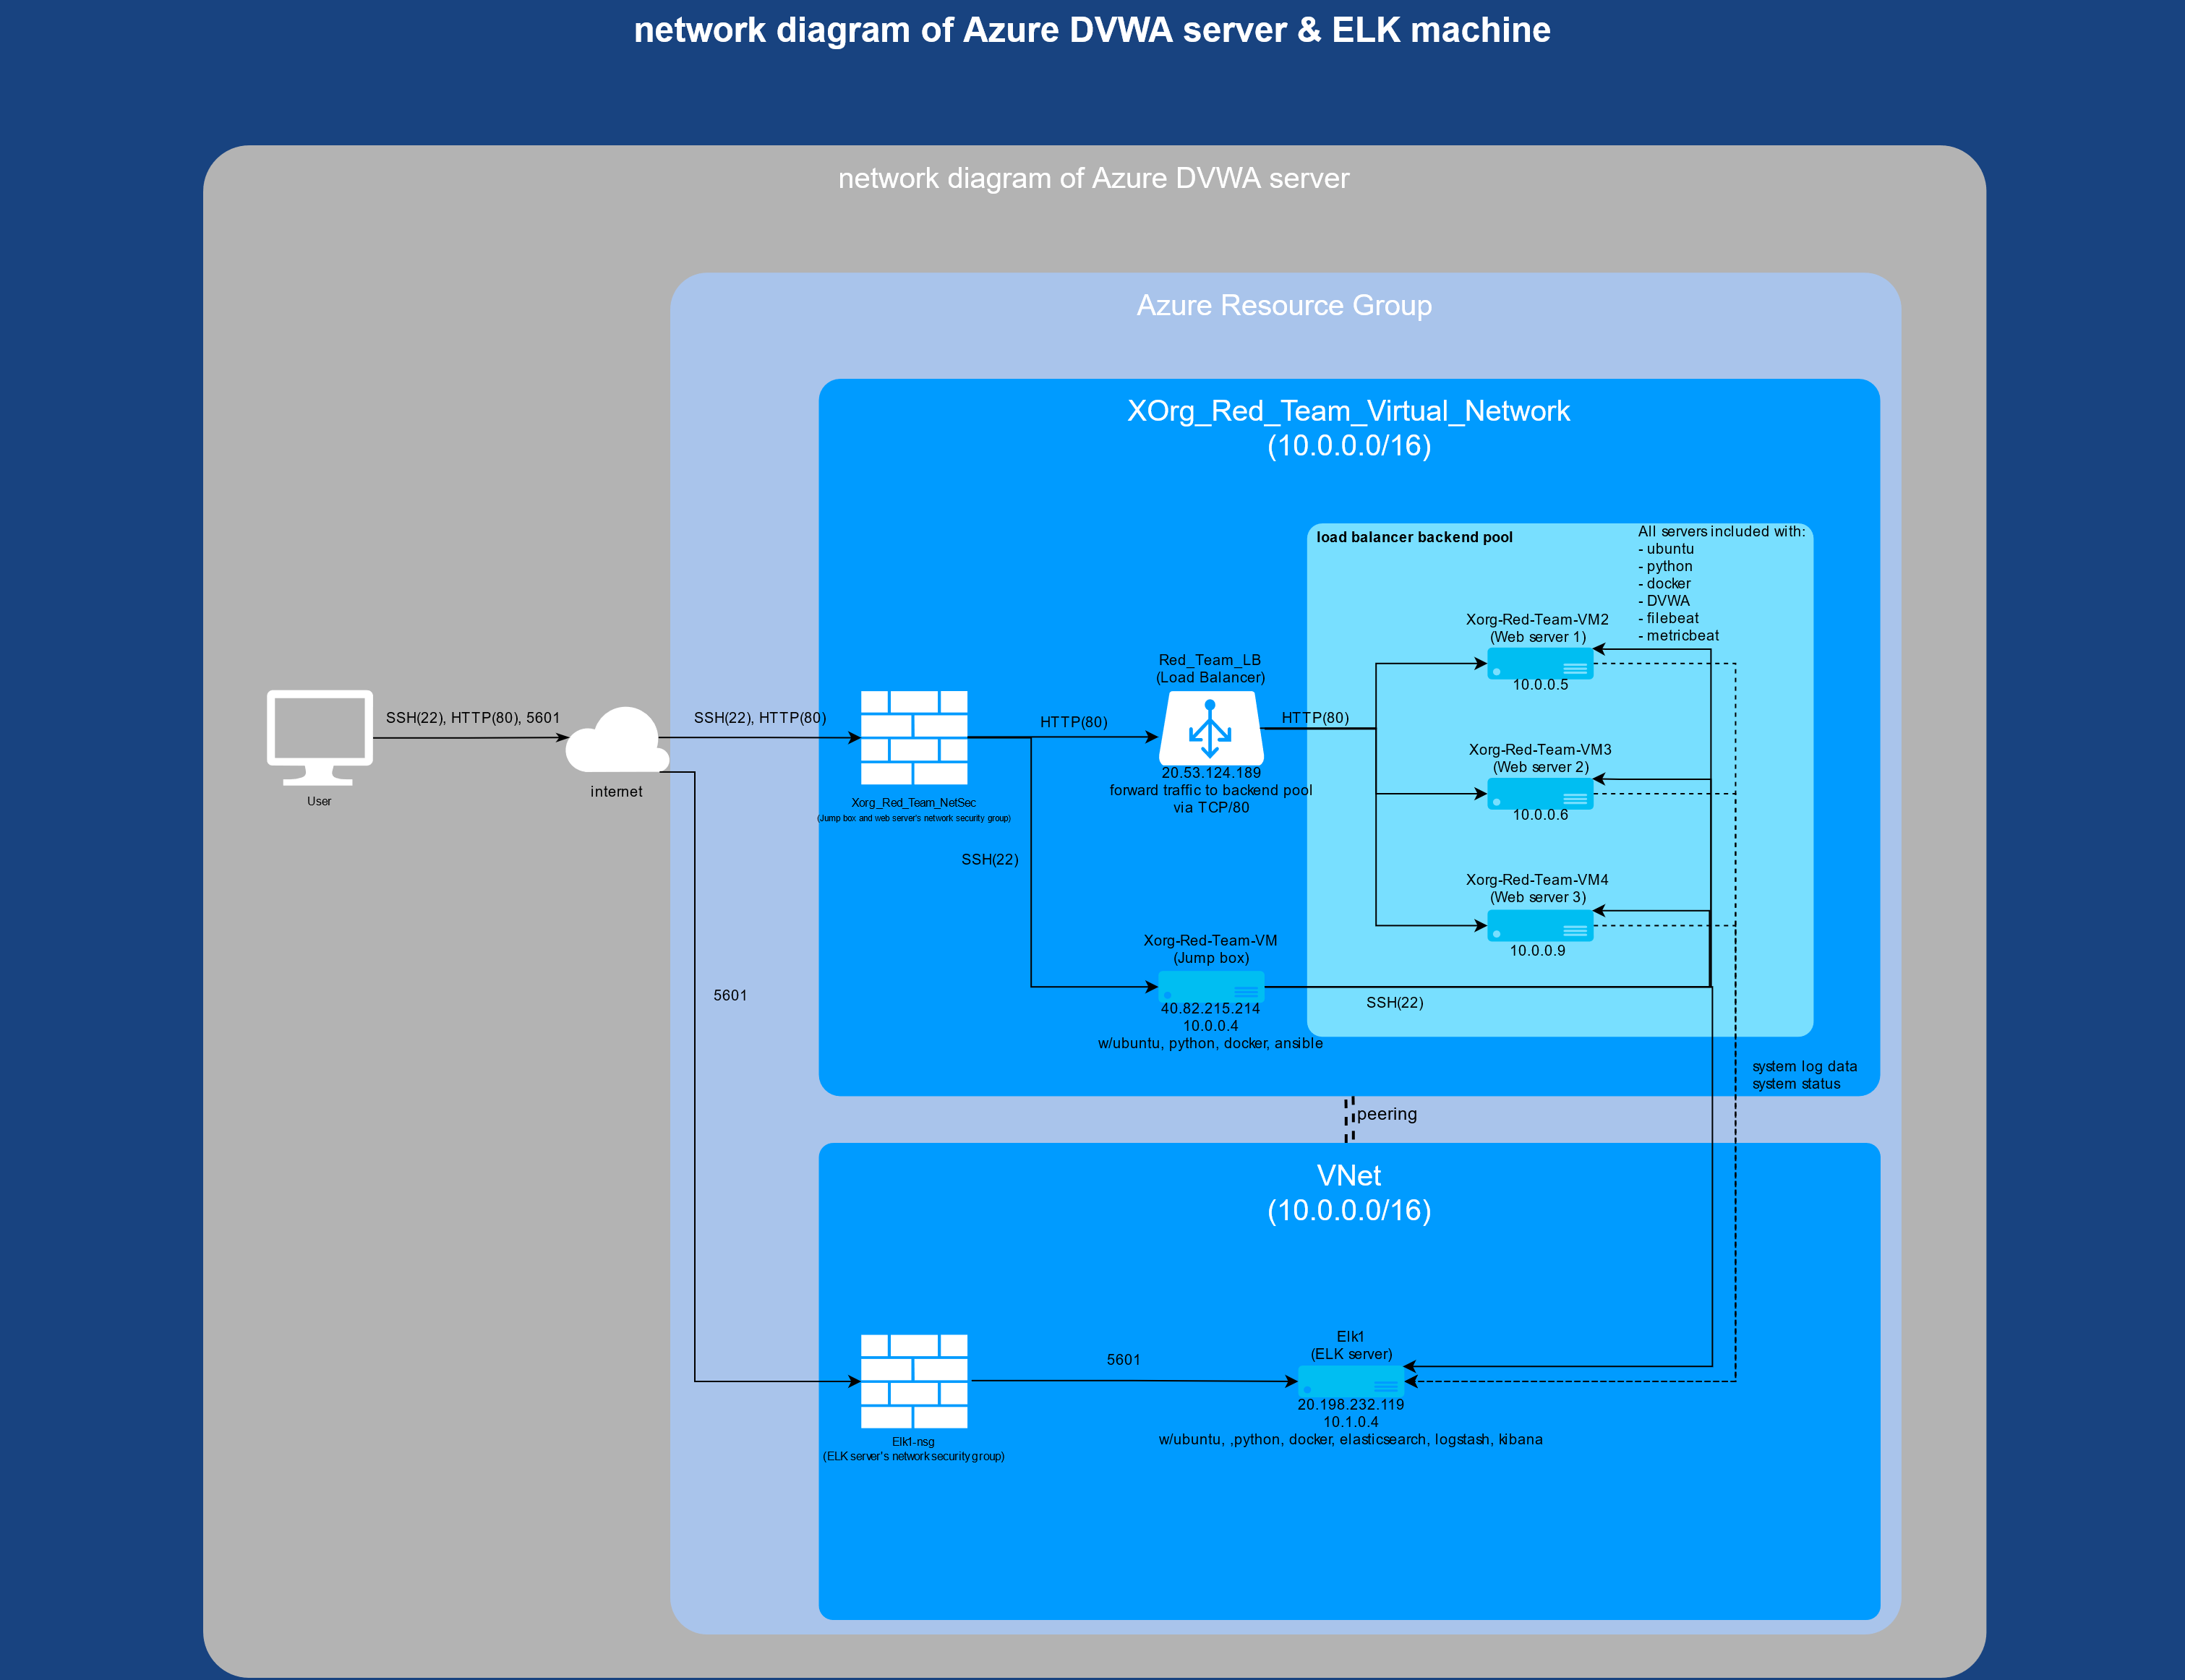 network diagram of Azure DVWA server & ELK machine
network diagram of Azure DVWA server
Azure Resource Group
XOrg_Red_Team_Virtual_Network
(10.0.0.0/16)
load balancer backend pool
All servers included with:
- ubuntu
- python
- docker
- DVWA
- filebeat
- metricbeat
Xorg-Red-Team-VM2
(Web server 1)
10.0.0.5
Red_Team_LB
(Load Balancer)
SSH(22), HTTP(80), 5601
SSH(22), HTTP(80)
HTTP(80)
HTTP(80)
Xorg-Red-Team-VM3
(Web server 2)
10.0.0.6
20.53.124.189
forward traffic to backend pool
via TCP/80
User
internet
Xorg_Red_Team_NetSec
(Jump box and web server's network security group)
SSH(22)
Xorg-Red-Team-VM4
(Web server 3)
10.0.0.9
Xorg-Red-Team-VM
(Jump box)
40.82.215.214
10.0.0.4
w/ubuntu, python, docker, ansible
SSH(22)
5601
system log data
system status
peering
VNet
(10.0.0.0/16)
5601
Elk1
(ELK server)
20.198.232.119
10.1.0.4
w/ubuntu, ,python, docker, elasticsearch, logstash, kibana
Elk1-nsg
(ELK server's network security group)